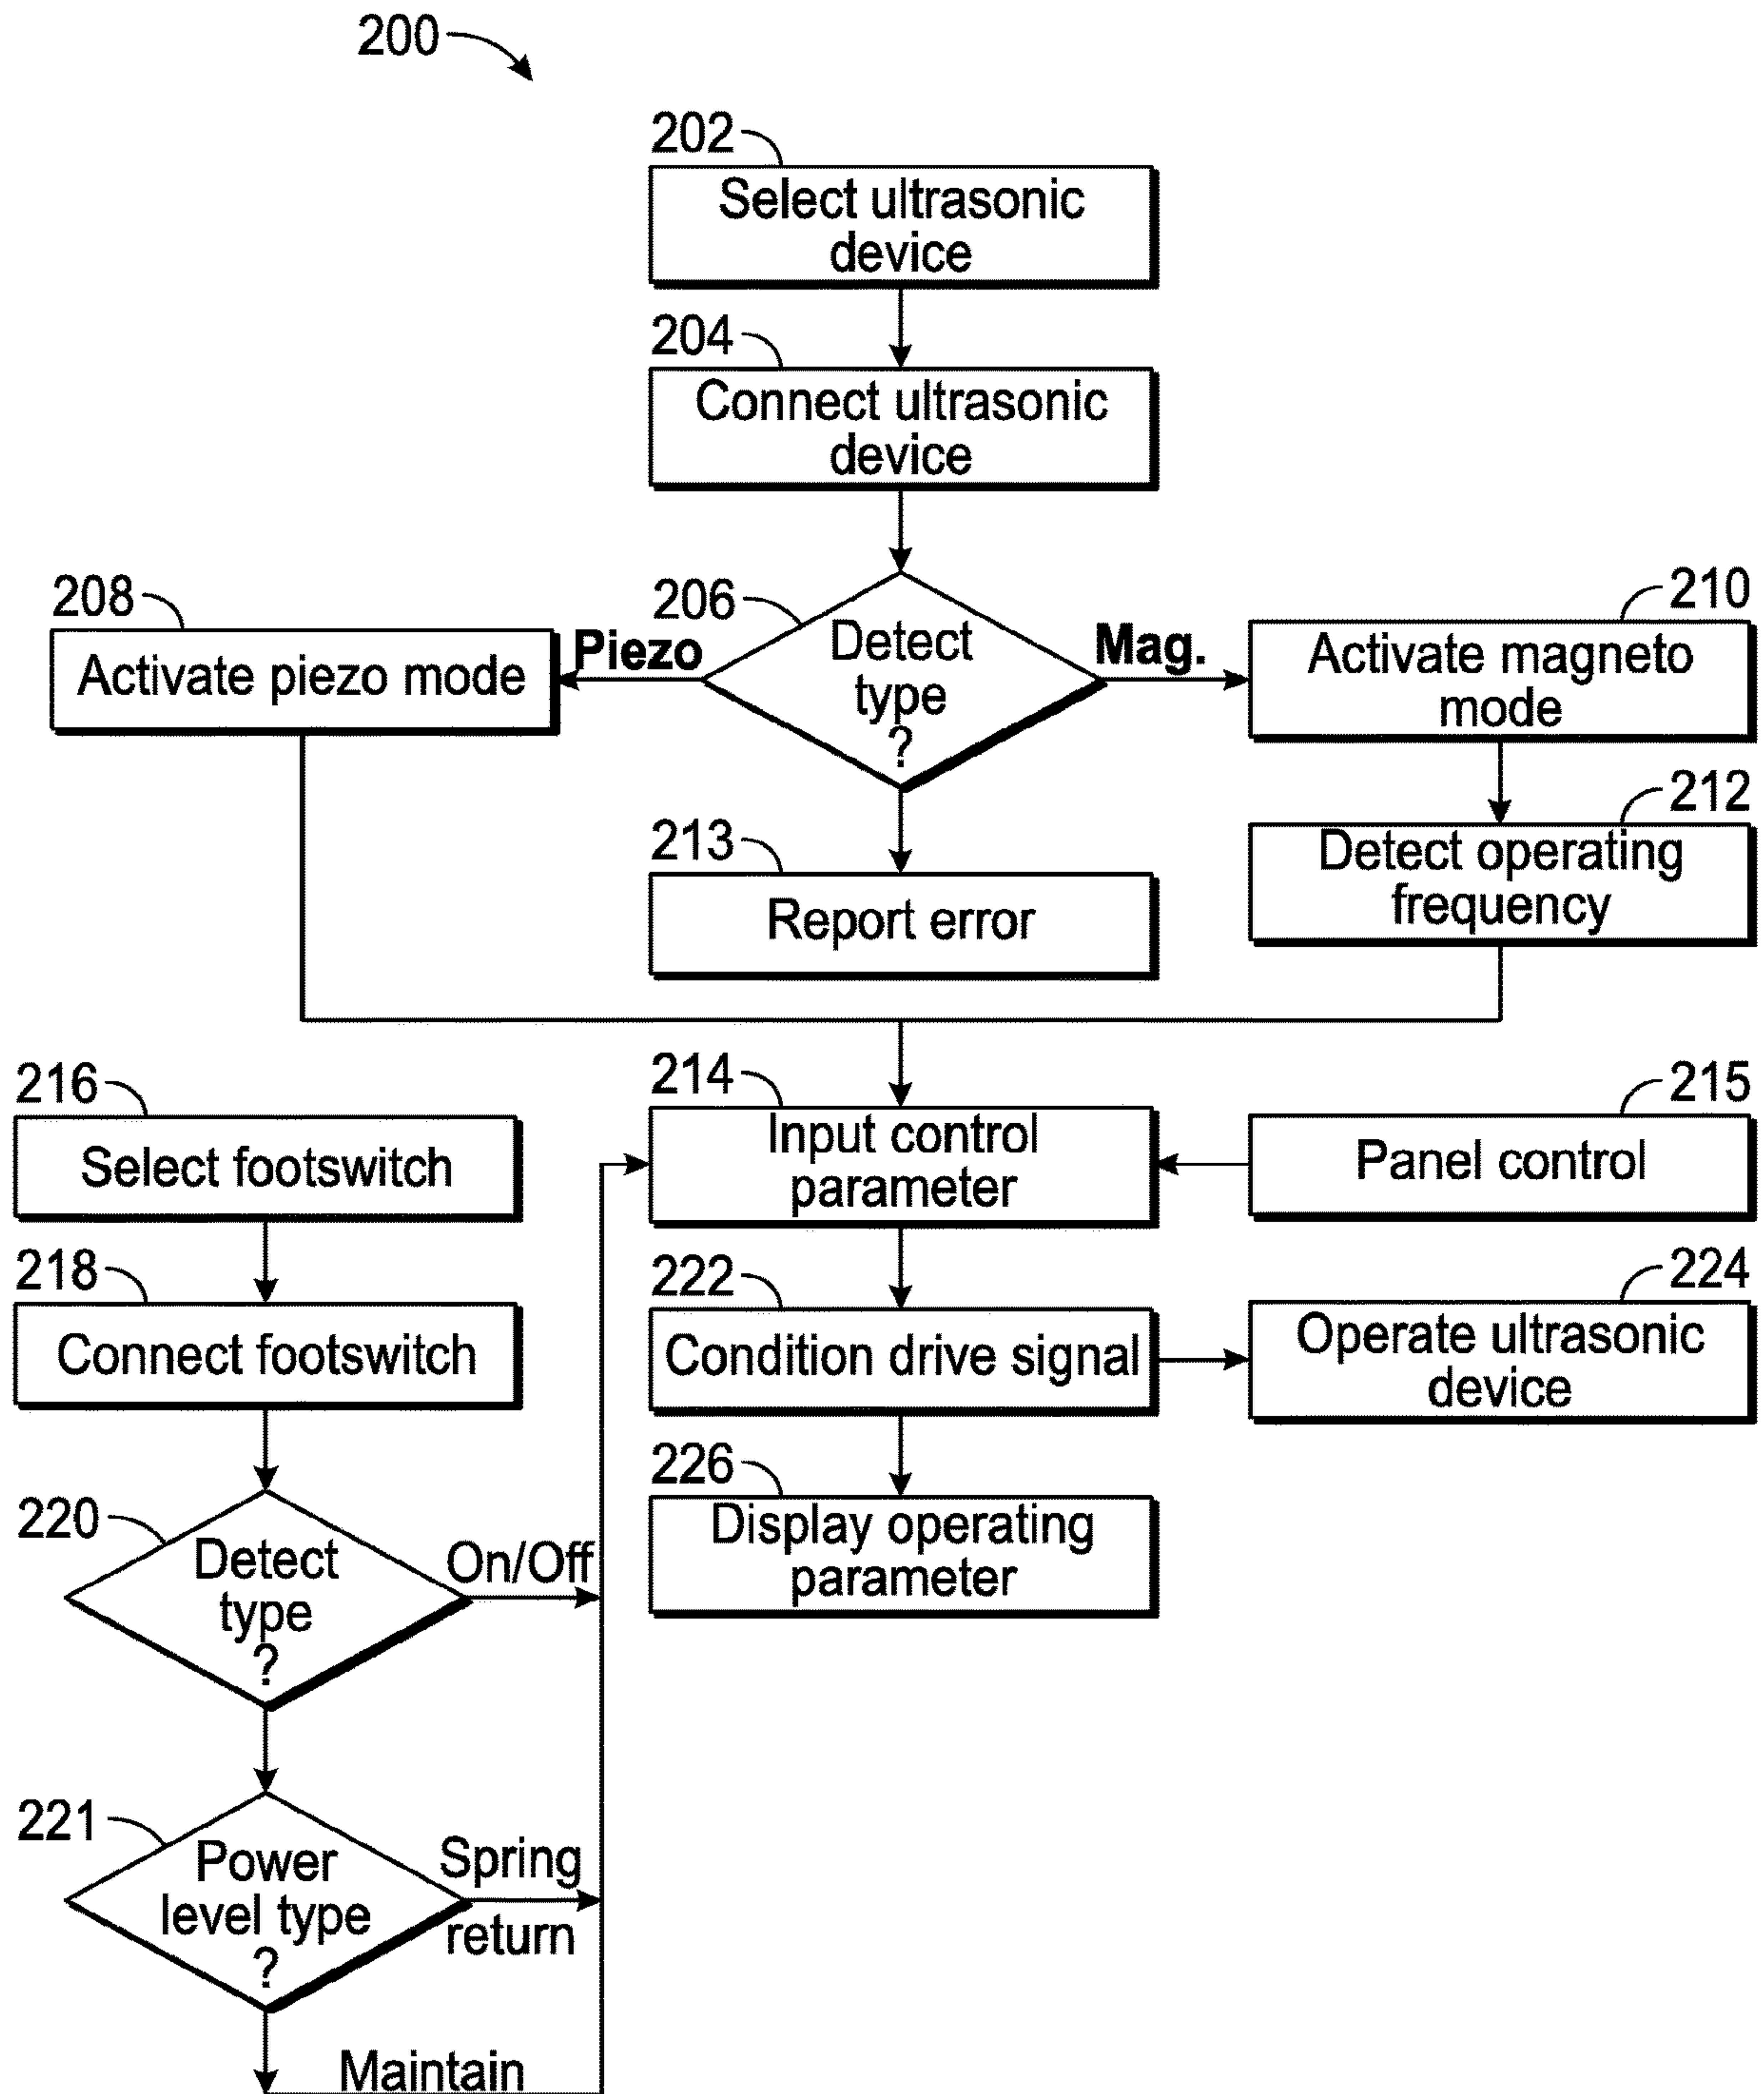 200
202
Select ultrasonic
device
204
Connect ultrasonic
device
206
Detect
type
?
Piezo
Mag.
208
Activate piezo mode
210
Activate magneto
mode
212
Detect operating
frequency
213
Report error
214
Input control
parameter
215
Panel control
216
Select footswitch
218
Connect footswitch
220
Detect
type
?
On/Off
221
Power
level type
?
Spring
return
Maintain
222
Condition drive signal
224
Operate ultrasonic
device
226
Display operating
parameter